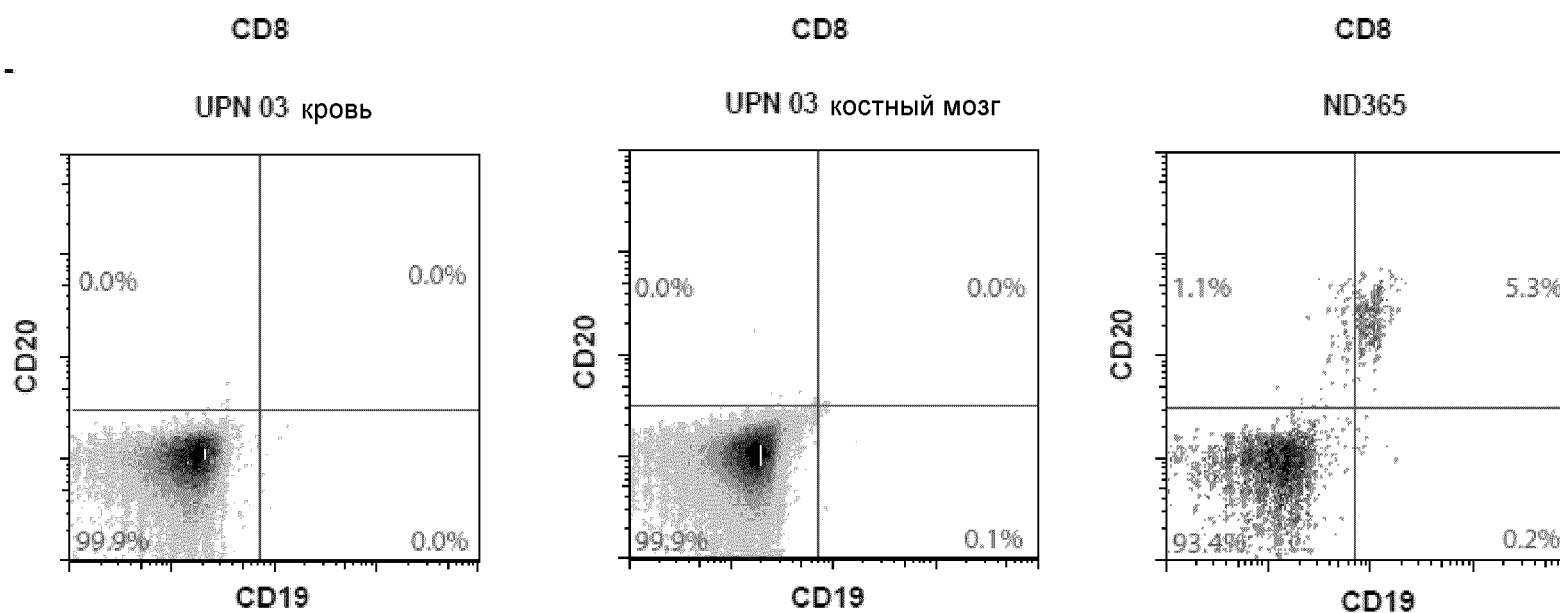 CD8 CD8 CD8
-
UPN 03 кровь UPN 03 костный мозг ND365
0.0% 0.0% 0.0% 0.0% 1.1% 5.3%
CD20 CD20 CD20
99.9% 0.0% 99.9% 0.1% 93.4% 0.2%
CD19 CD19 CD19